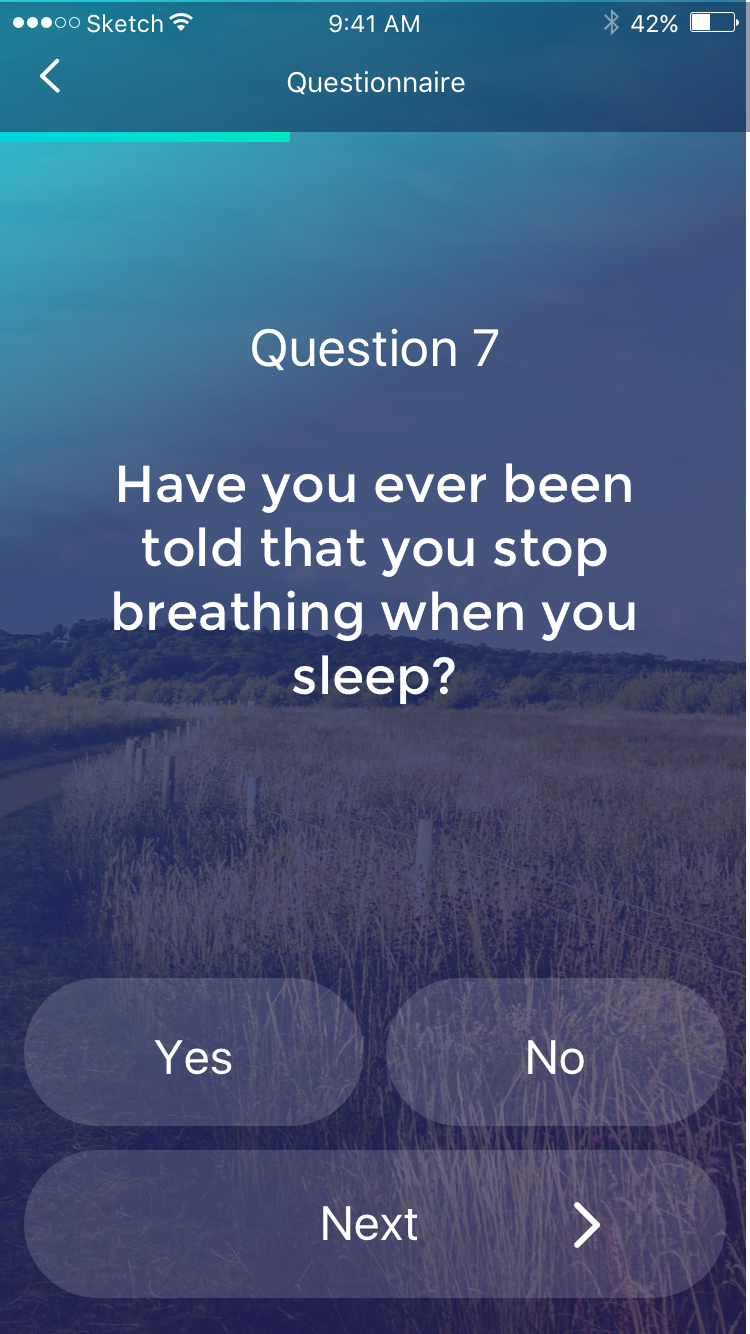 Sketch 9:41 AM 42%
Questionnaire
Question 7
Have you ever been
told that you stop
breathing when you
sleep?
Yes No
Next